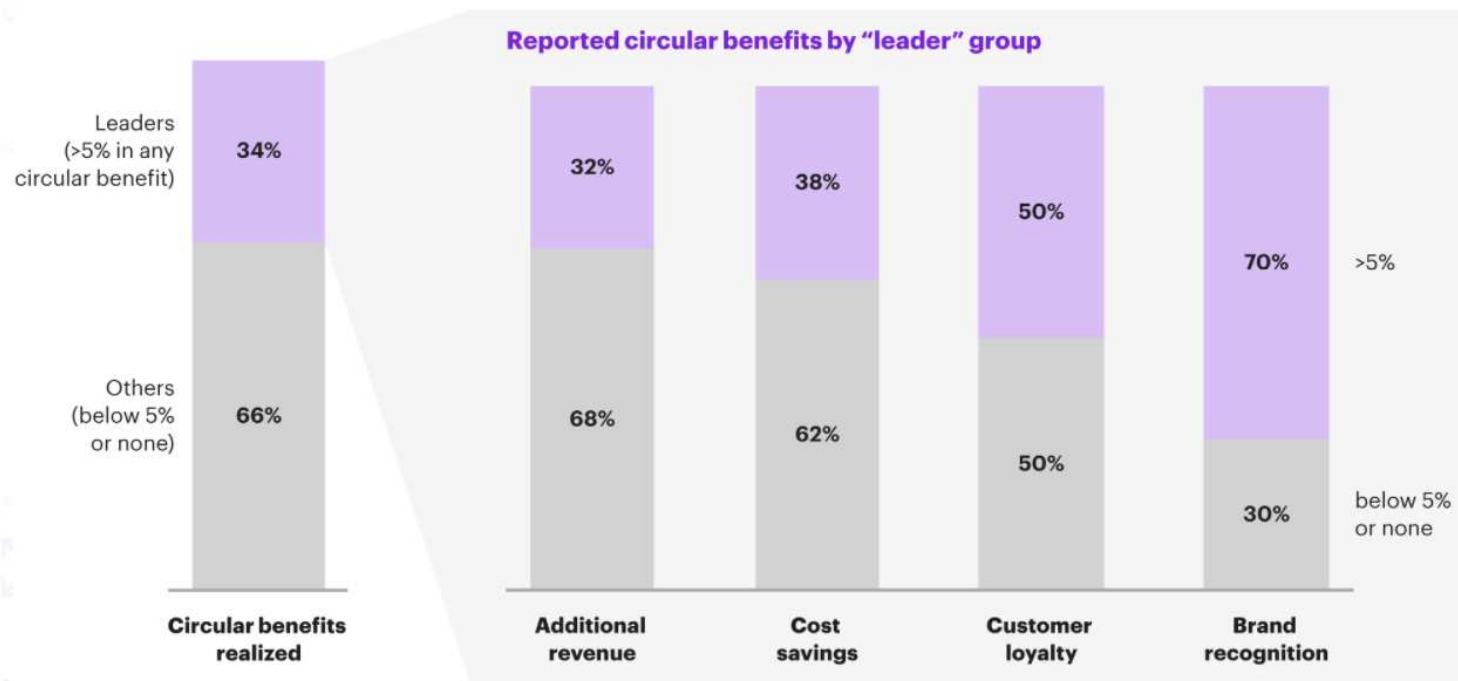 Reported circular benefits by “leader” group
Leaders
(>5% in any
circular benefit)
34%
Others
(below 5%
or none)
66%
Circular benefits
realized
32%
68%
Additional
revenue
38%
62%
Cost
savings
50%
50%
Customer
loyalty
70%
30%
Brand
recognition
>5%
below 5%
or none